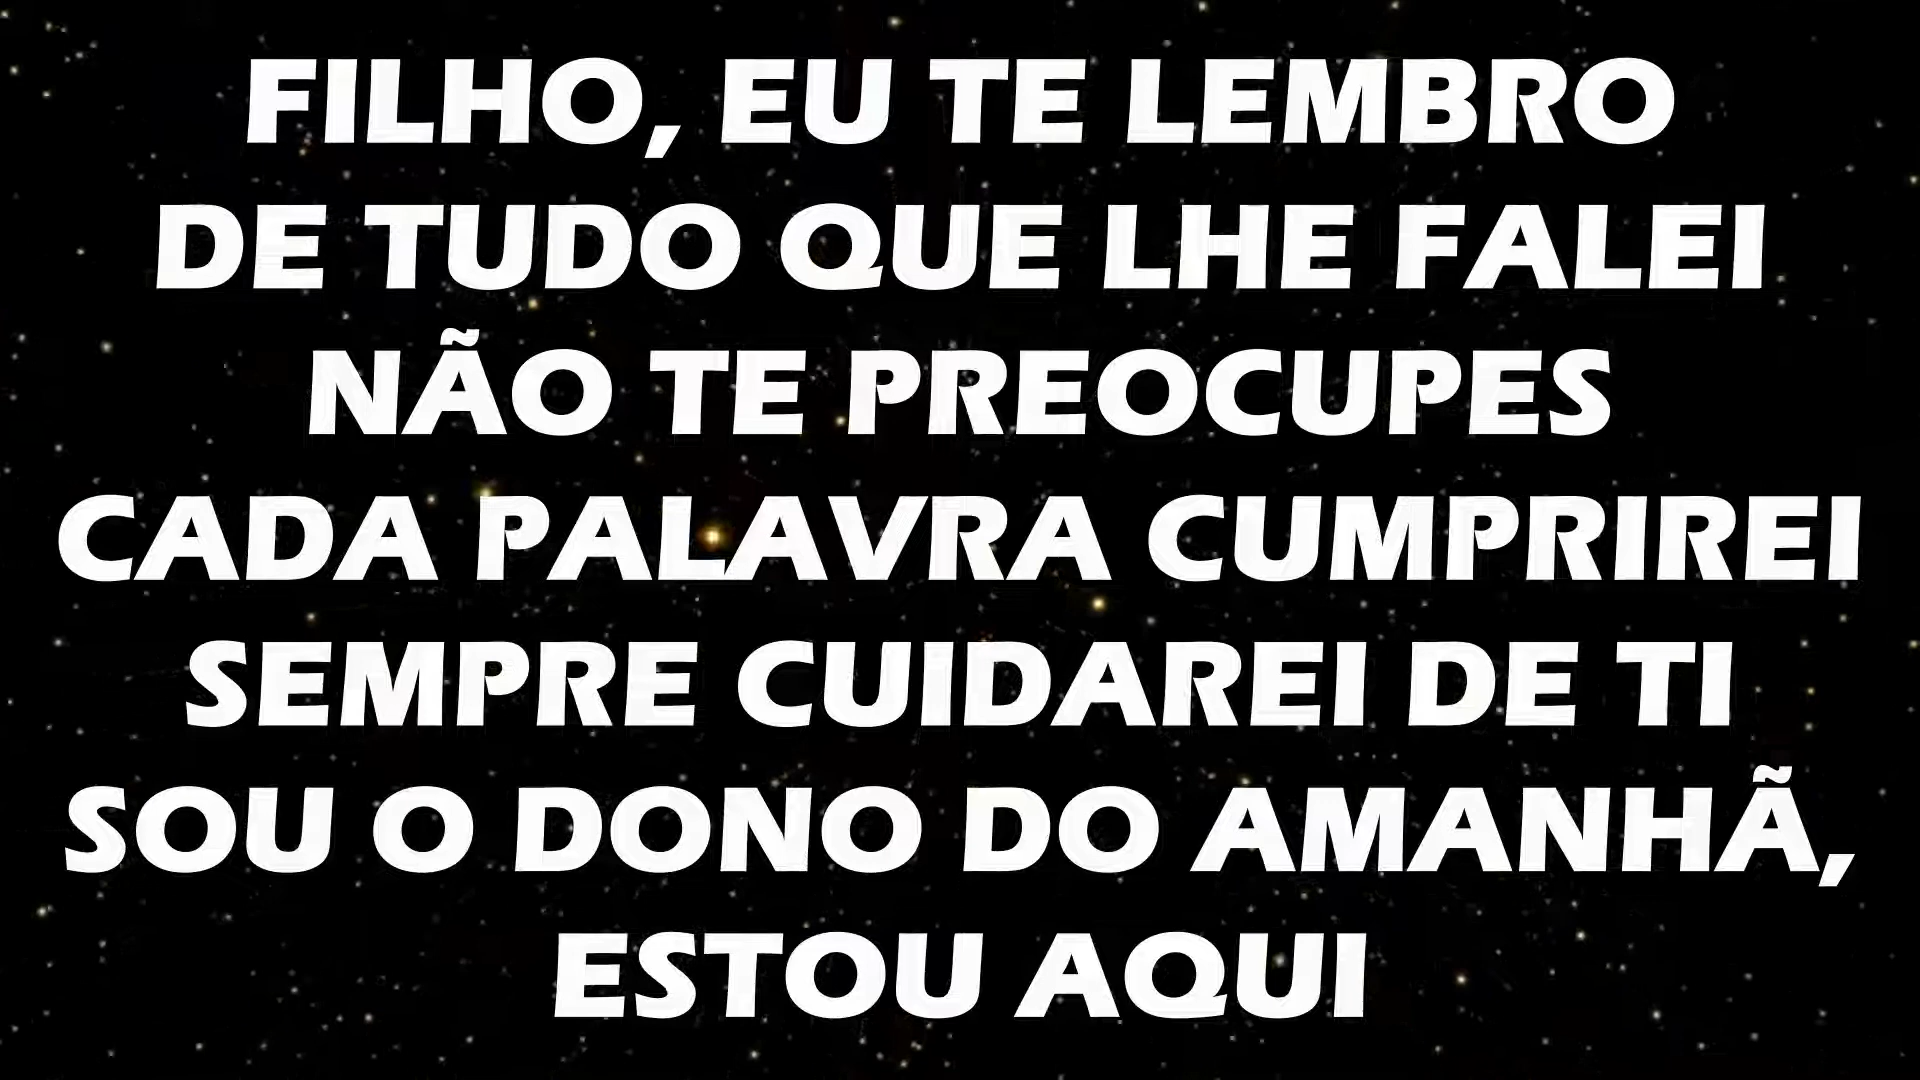 FILHO, EU TE LEMBRO
DE TUDO QUE LHE FALEI
NÃO TE PREOCUPES
CADA PALAVRA CUMPRIREI
SEMPRE CUIDAREI DE TI
SOU O DONO DO AMANHÃ,
ESTOU AQUI